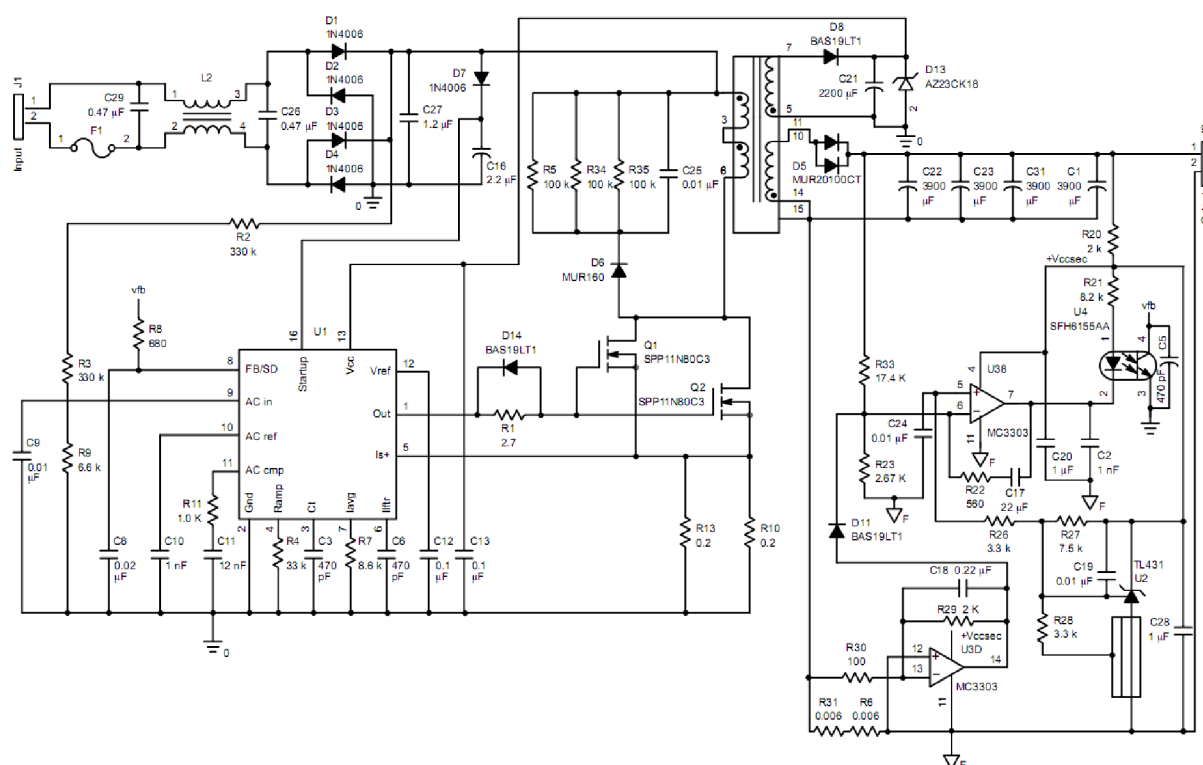 J1
Input
1
2
F1
1
2
C29
0.47 µF
L2
1
3
2
4
C26
0.47 µF
D1
1N4006
D2
1N4006
D3
1N4006
D4
1N4006
0
C27
1.2 µF
D7
1N4006
C16
2.2 µF
R2
330 k
R5
100 k
R34
100 k
R35
100 k
C25
0.01 µF
D6
MUR160
3
6
7
5
11
10
14
15
D8
BAS19LT1
C21
2200 µF
D13
AZ23CK18
2
0
D5
MUR20100CT
C22
3900
µF
C23
3900
µF
C31
3900
µF
C1
3900
µF
1
2
R20
2 k
+Vccsec
R21
8.2 k
U4
SFH6155AA
vfb
C5
470 pF
1
2
4
3
vfb
R8
680
R3
330 k
R9
6.6 k
C9
0.01
µF
U1
16
Startup
13
Vcc
8
FB/SD
9
AC in
10
AC ref
11
AC cmp
12
Vref
1
Out
5
Is+
2
Gnd
4
Ramp
3
Ct
7
Iavg
6
Ilftr
D14
BAS19LT1
R1
2.7
Q1
SPP11N80C3
Q2
SPP11N80C3
R11
1.0 K
C8
0.02
µF
C10
1 nF
C11
12 nF
R4
33 k
C3
470
pF
R7
8.6 k
C6
470
pF
C12
0.1
µF
C13
0.1
µF
R13
0.2
R10
0.2
0
R33
17.4 K
R23
2.67 K
C24
0.01 µF
F
4
5
6
7
11
U38
MC3303
F
R22
560
C17
22 µF
C20
1 µF
C2
1 nF
F
D11
BAS19LT1
R26
3.3 k
R27
7.5 k
C19
0.01 µF
TL431
U2
R28
3.3 k
C28
1 µF
C18 0.22 µF
R29 2 K
+Vccsec
U3D
12
13
14
11
MC3303
R30
100
R31
0.006
R6
0.006
F